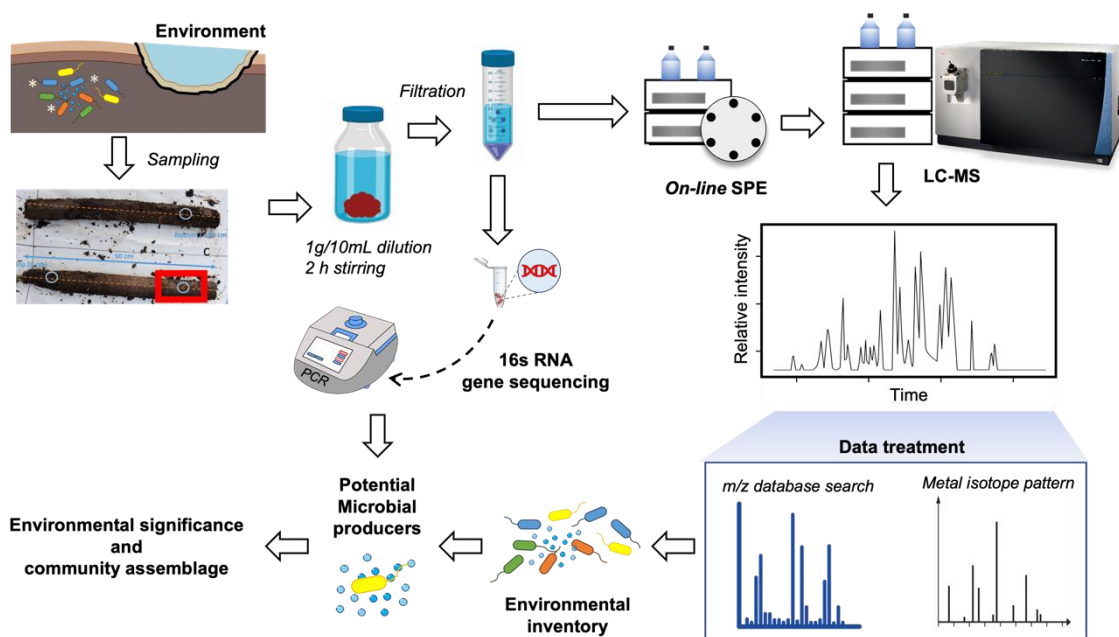 Environment
Sampling
50 cm
C
1g/10mL dilution
2 h stirring
Filtration
On-line SPE
LC-MS
PCR
16s RNA
gene sequencing
Relative intensity
Time
Data treatment
m/z database search
Metal isotope pattern
Environmental
inventory
Potential
Microbial
producers
Environmental significance
and
community assemblage